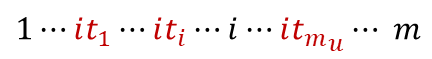 1 ⋯ it₁ ⋯ itᵢ ⋯ i ⋯ it_{m_u} ⋯ m